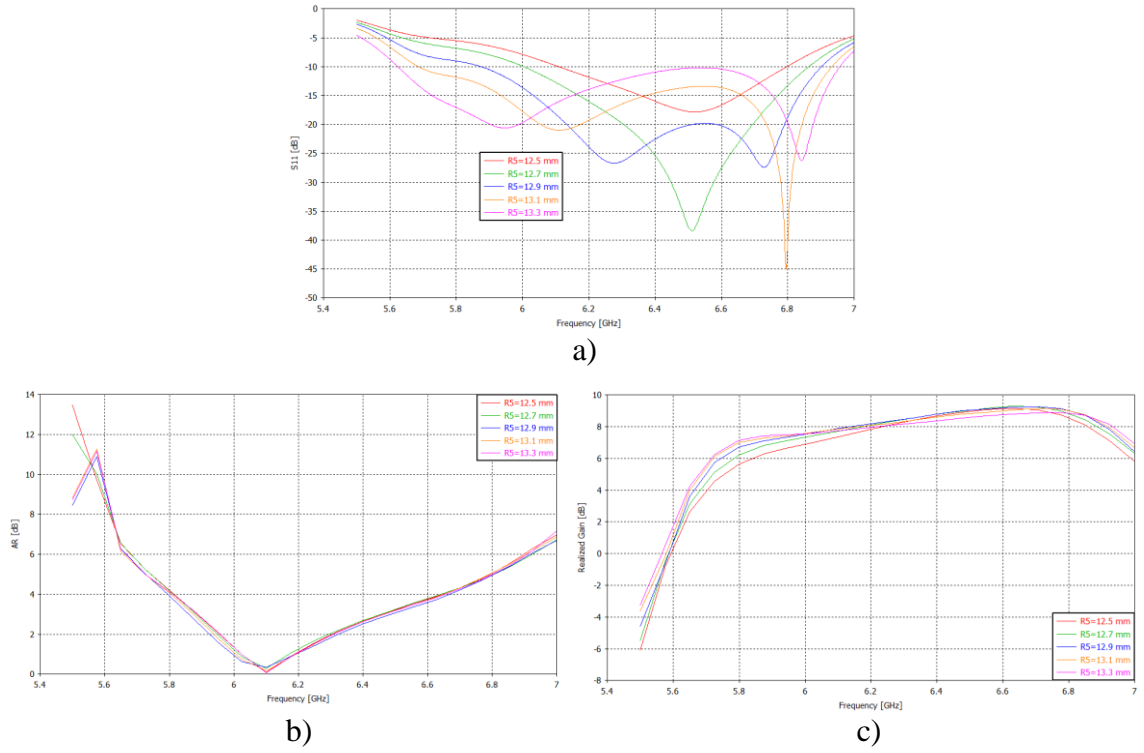 0
-5
-10
-15
-20
-25
-30
-35
-40
-45
-50
S11 [dB]
R5=12.5 mm
R5=12.7 mm
R5=12.9 mm
R5=13.1 mm
R5=13.3 mm
5.4 5.6 5.8 6 6.2 6.4 6.6 6.8 7
Frequency [GHz]
a)
14
12
10
8
6
4
2
0
AR [dB]
R5=12.5 mm
R5=12.7 mm
R5=12.9 mm
R5=13.1 mm
R5=13.3 mm
5.4 5.6 5.8 6 6.2 6.4 6.6 6.8 7
Frequency [GHz]
b)
10
8
6
4
2
0
-2
-4
-6
-8
Realized Gain [dB]
R5=12.5 mm
R5=12.7 mm
R5=12.9 mm
R5=13.1 mm
R5=13.3 mm
5.4 5.6 5.8 6 6.2 6.4 6.6 6.8 7
Frequency [GHz]
c)